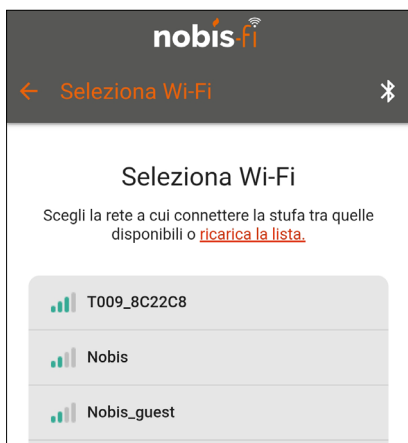 nobis-fi
Seleziona Wi-Fi
Seleziona Wi-Fi
Scegli la rete a cui connettere la stufa tra quelle
disponibili o ricarica la lista.
T009_8C22C8
Nobis
Nobis_guest